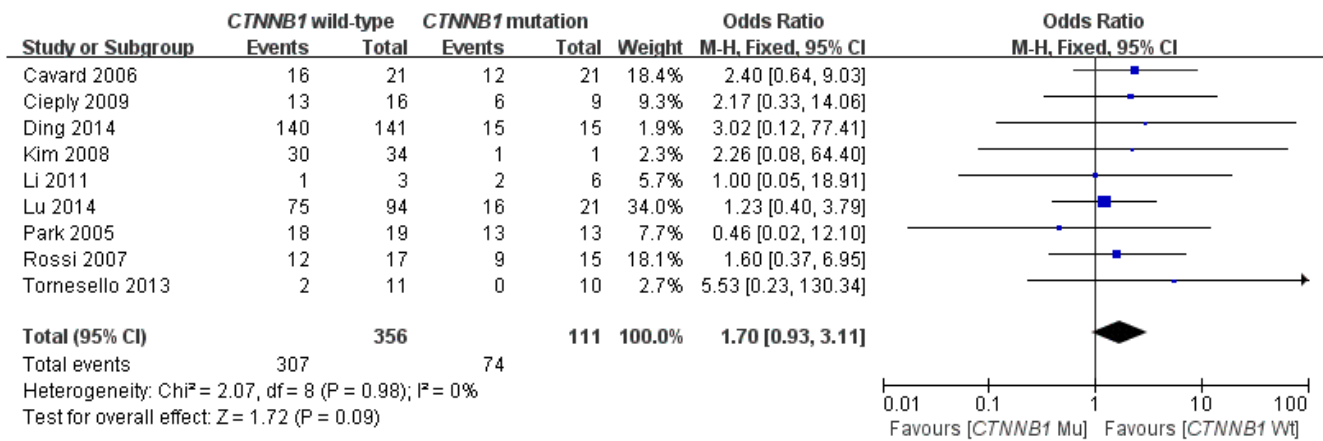 CTNNB1 wild-type CTNNB1 mutation Odds Ratio Odds Ratio
Study or Subgroup Events Total Events Total Weight M-H, Fixed, 95% CI M-H, Fixed, 95% CI
Cavard 2006 16 21 12 21 18.4% 2.40 [0.64, 9.03]
Cieply 2009 13 16 6 9 9.3% 2.17 [0.33, 14.06]
Ding 2014 140 141 15 15 1.9% 3.02 [0.12, 77.41]
Kim 2008 30 34 1 1 2.3% 2.26 [0.08, 64.40]
Li 2011 1 3 2 6 5.7% 1.00 [0.05, 18.91]
Lu 2014 75 94 16 21 34.0% 1.23 [0.40, 3.79]
Park 2005 18 19 13 13 7.7% 0.46 [0.02, 12.10]
Rossi 2007 12 17 9 15 18.1% 1.60 [0.37, 6.95]
Tornesello 2013 2 11 0 10 2.7% 5.53 [0.23, 130.34]
Total (95% CI) 356 111 100.0% 1.70 [0.93, 3.11]
Total events 307 74
Heterogeneity: Chi² = 2.07, df = 8 (P = 0.98); I² = 0%
Test for overall effect: Z = 1.72 (P = 0.09)
0.01 0.1 1 10 100
Favours [CTNNB1 Mu] Favours [CTNNB1 Wt]